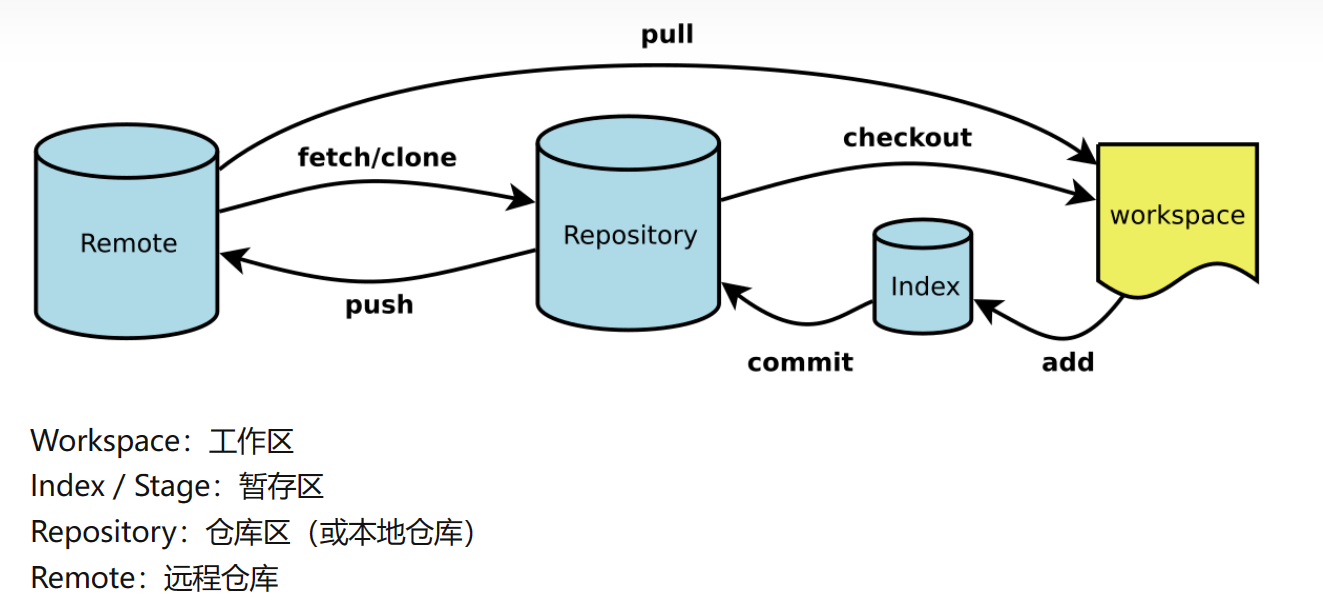 pull
fetch/clone
checkout
Remote
Repository
workspace
Index
push
commit
add
Workspace：工作区
Index / Stage：暂存区
Repository：仓库区（或本地仓库）
Remote：远程仓库